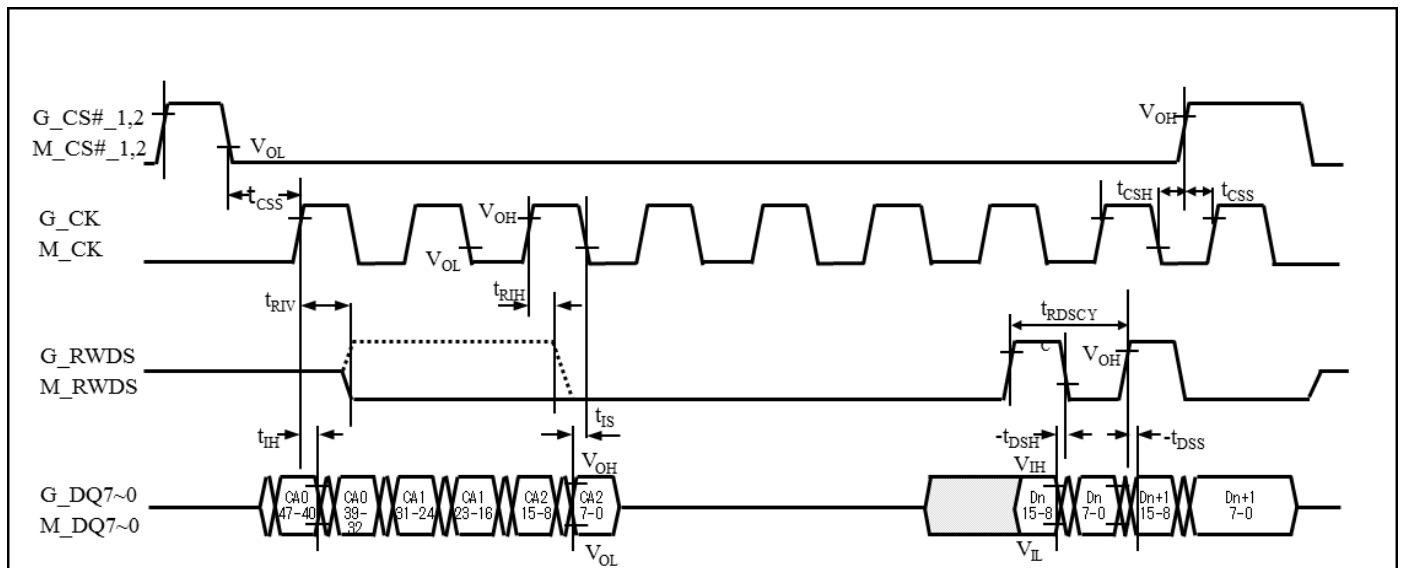 G_CS#_1,2
M_CS#_1,2
VOL
VOH
tCSS
tCSH
tCSS
G_CK
M_CK
VOH
VOL
tRIV
tRIH
tRDSCY
C
G_RWDS
M_RWDS
VOH
tIH
tIS
-tDSH
-tDSS
VOH
VIH
G_DQ7~0
M_DQ7~0
CA0
47-40
CA0
39-
32
CA1
31-24
CA1
23-16
CA2
15-8
CA2
7-0
Dn
15-8
Dn
7-0
Dn+1
15-8
Dn+1
7-0
VOL
VIL